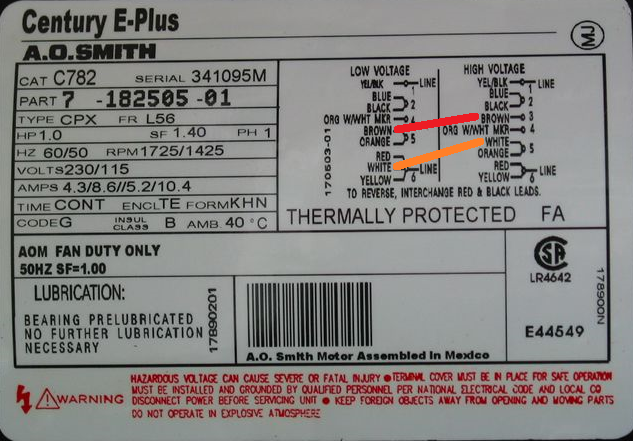 Century E-Plus
A.O.SMITH
MJ
CAT C782 SERIAL 341095M
PART 7 -182505-01
TYPE CPX FR L56
HP 1.0 SF 1.40 PH 1
HZ 60/50 RPM 1725/1425
VOLTS 230/115
AMPS 4.3/8.6//5.2/10.4
TIME CONT ENCL TE FORM KHN
CODE G INSUL CLASS B AMB 40 °C
LOW VOLTAGE
YEL/BLK LINE
1
BLUE
BLACK 2
ORG W/WHT MKR 4
BROWN
ORANGE 5
RED
WHITE LINE
YELLOW 6
HIGH VOLTAGE
YEL/BLK LINE
1
BLUE
BLACK 2
BROWN 3
ORG W/WHT MKR 4
WHITE
ORANGE 5
RED LINE
YELLOW 6
170603-01
TO REVERSE, INTERCHANGE RED & BLACK LEADS.
THERMALLY PROTECTED FA
AOM FAN DUTY ONLY
50HZ SF=1.00
LUBRICATION:
BEARING PRELUBRICATED
NO FURTHER LUBRICATION
NECESSARY
17890201
A.O. Smith Motor Assembled in Mexico
SA
LR4642
E44549
178900N
WARNING
HAZARDOUS VOLTAGE CAN CAUSE SEVERE OR FATAL INJURY ● TERMINAL COVER MUST BE IN PLACE FOR SAFE OPERATION
MUST BE INSTALLED AND GROUNDED BY QUALIFIED PERSONNEL PER NATIONAL ELECTRICAL CODE AND LOCAL CO
DISCONNECT POWER BEFORE SERVICING UNIT ● KEEP FOREIGN OBJECTS AWAY FROM OPENING AND MOVING PARTS
DO NOT OPERATE IN EXPLOSIVE ATMOSPHERE